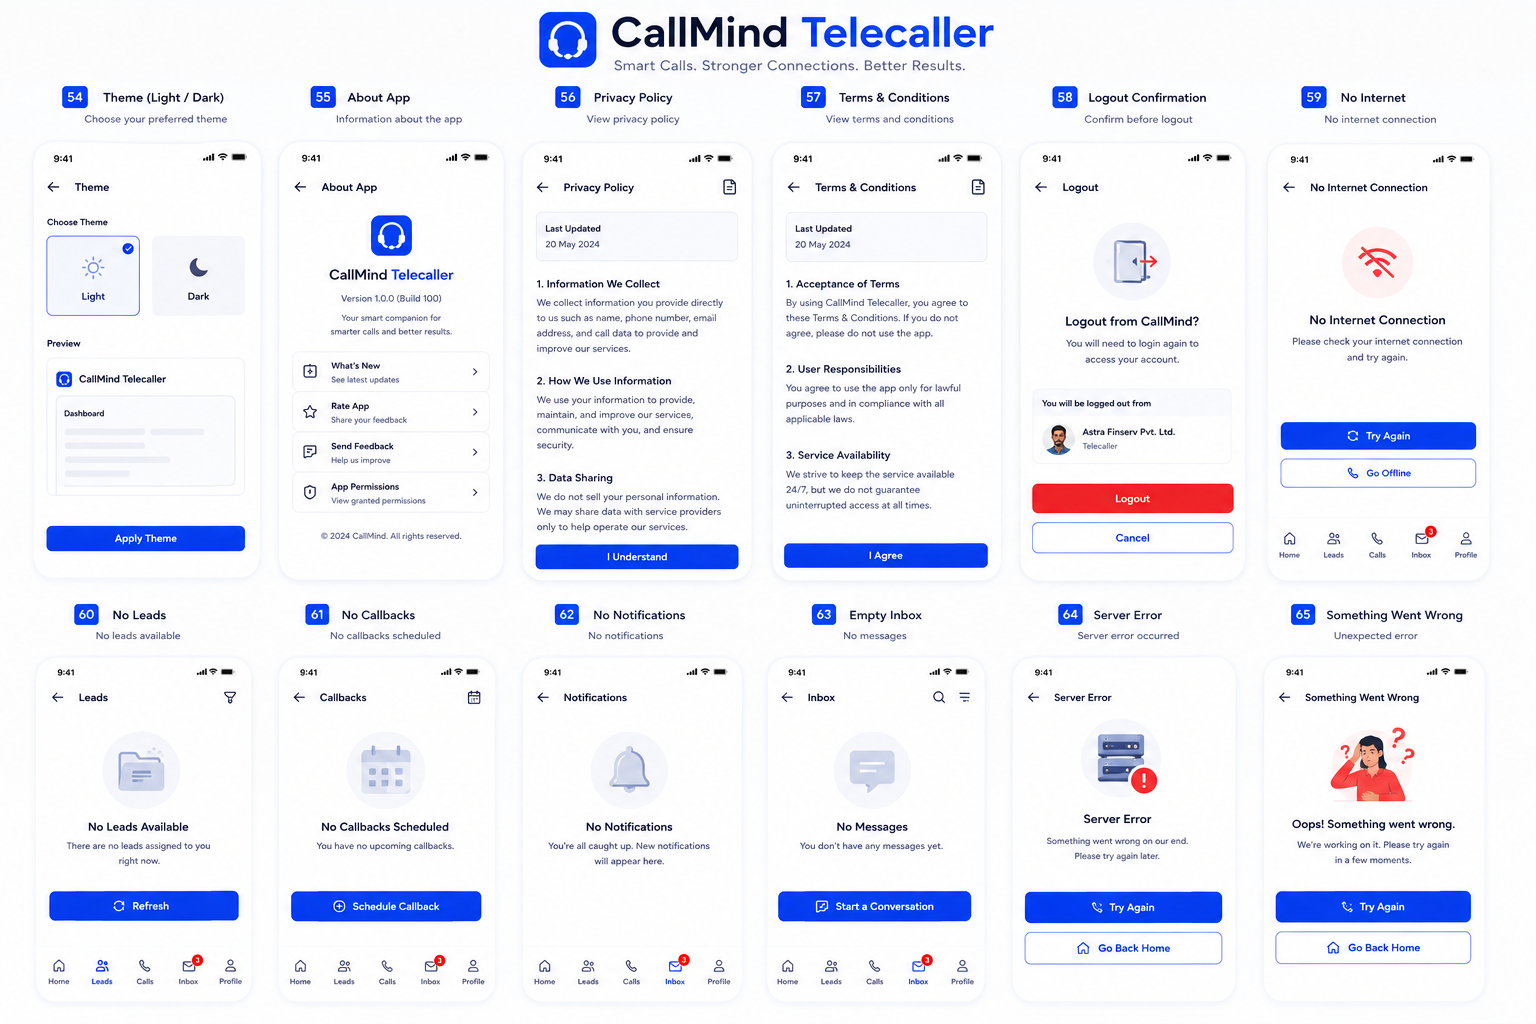 CallMind Telecaller
Smart Calls. Stronger Connections. Better Results.
54 Theme (Light / Dark)
Choose your preferred theme
9:41
Theme
Choose Theme
Light
Dark
Preview
CallMind Telecaller
Dashboard
Apply Theme
55 About App
Information about the app
9:41
About App
CallMind Telecaller
Version 1.0.0 (Build 100)
Your smart companion for
smarter calls and better results.
What's New
See latest updates
Rate App
Share your feedback
Send Feedback
Help us improve
App Permissions
View granted permissions
© 2024 CallMind. All rights reserved.
56 Privacy Policy
View privacy policy
9:41
Privacy Policy
Last Updated
20 May 2024
1. Information We Collect
We collect information you provide directly
to us such as name, phone number, email
address, and call data to provide and
improve our services.
2. How We Use Information
We use your information to provide,
maintain, and improve our services,
communicate with you, and ensure
security.
3. Data Sharing
We do not sell your personal information.
We may share data with service providers
only to help operate our services.
I Understand
57 Terms & Conditions
View terms and conditions
9:41
Terms & Conditions
Last Updated
20 May 2024
1. Acceptance of Terms
By using CallMind Telecaller, you agree to
these Terms & Conditions. If you do not
agree, please do not use the app.
2. User Responsibilities
You agree to use the app only for lawful
purposes and in compliance with all
applicable laws.
3. Service Availability
We strive to keep the service available
24/7, but we do not guarantee
uninterrupted access at all times.
I Agree
58 Logout Confirmation
Confirm before logout
9:41
Logout
Logout from CallMind?
You will need to login again to
access your account.
You will be logged out from
Astra Finserv Pvt. Ltd.
Telecaller
Logout
Cancel
59 No Internet
No internet connection
9:41
No Internet Connection
No Internet Connection
Please check your internet connection
and try again.
Try Again
Go Offline
3
Home Leads Calls Inbox Profile
60 No Leads
No leads available
9:41
Leads
No Leads Available
There are no leads assigned to you
right now.
Refresh
3
Home Leads Calls Inbox Profile
61 No Callbacks
No callbacks scheduled
9:41
Callbacks
No Callbacks Scheduled
You have no upcoming callbacks.
Schedule Callback
3
Home Leads Calls Inbox Profile
62 No Notifications
No notifications
9:41
Notifications
No Notifications
You're all caught up. New notifications
will appear here.
3
Home Leads Calls Inbox Profile
63 Empty Inbox
No messages
9:41
Inbox
No Messages
You don't have any messages yet.
Start a Conversation
3
Home Leads Calls Inbox Profile
64 Server Error
Server error occurred
9:41
Server Error
!
Server Error
Something went wrong on our end.
Please try again later.
Try Again
Go Back Home
65 Something Went Wrong
Unexpected error
9:41
Something Went Wrong
? ? ?
Oops! Something went wrong.
We're working on it. Please try again
in a few moments.
Try Again
Go Back Home